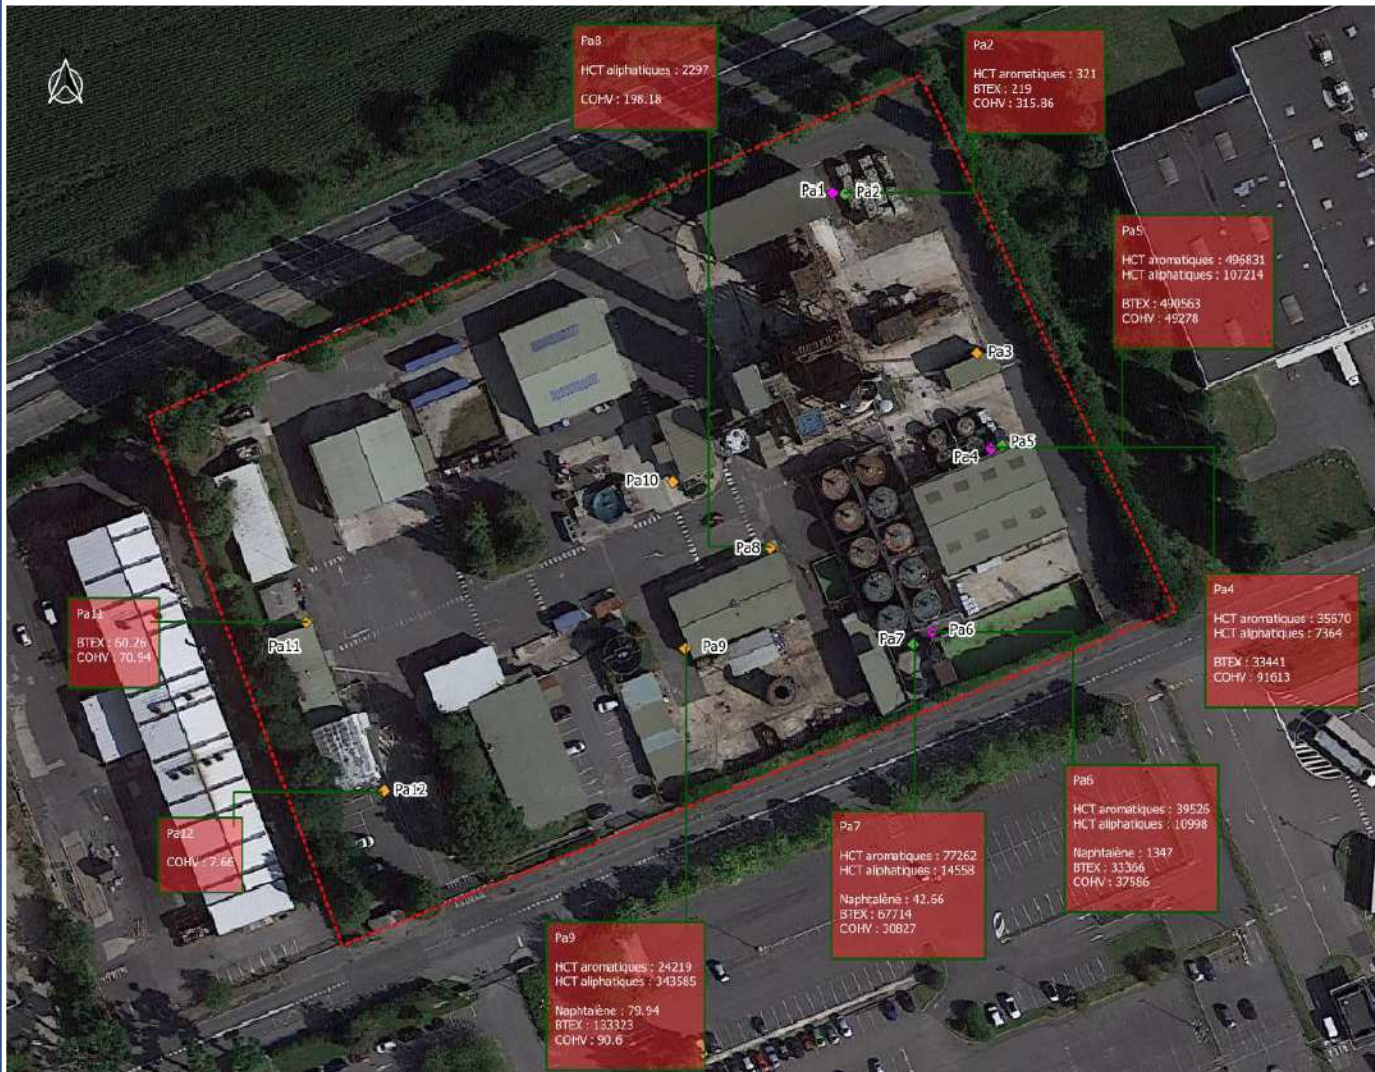 Pa8
HCT aliphatiques : 2297
COHV : 198.18
Pa2
HCT aromatiques : 321
BTEX : 219
COHV : 315.86
Pa1
Pa2
Pa5
HCT aromatiques : 496831
HCT aliphatiques : 107214
BTEX : 490563
COHV : 49278
Pa3
Pa4
Pa5
Pa10
Pa8
Pa4
HCT aromatiques : 35670
HCT aliphatiques : 7364
BTEX : 33441
COHV : 91613
Pa11
BTEX : 60.26
COHV : 70.94
Pa11
Pa9
Pa7
Pa6
Pa12
Pa12
COHV : 7.66
Pa6
HCT aromatiques : 39526
HCT aliphatiques : 10998
Naphtalène : 1347
BTEX : 33366
COHV : 37586
Pa7
HCT aromatiques : 77262
HCT aliphatiques : 14558
Naphtalène : 42.66
BTEX : 67714
COHV : 30827
Pa9
HCT aromatiques : 24219
HCT aliphatiques : 343585
Naphtalène : 79.94
BTEX : 133323
COHV : 90.6